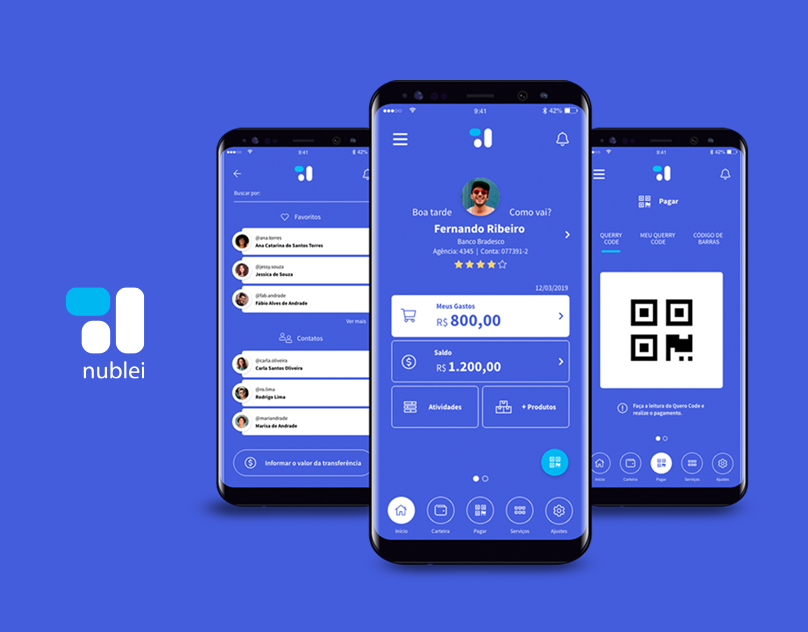 nublei
9:41
42%
Buscar por:
Favoritos
@ana.torres
Ana Catarina do Santos Torres
@jessy.souza
Jessica de Souza
@fab.andrade
Fábio Alves de Andrade
Ver mais
Contatos
@carla.oliveira
Carla Santos Oliveira
@ro.lima
Rodrigo Lima
@mariandrade
Marisa de Andrade
Informar o valor da transferência
9:41
42%
Boa tarde
Como vai?
Fernando Ribeiro
Banco Bradesco
Agência: 4345 | Conta: 077391-2
12/03/2019
Meus Gastos
R$ 800,00
Saldo
R$ 1.200,00
Atividades
+ Produtos
Início
Carteira
Pagar
Serviços
Ajustes
9:41
42%
Pagar
QUERRY
CODE
MEU QUERRY
CODE
CÓDIGO DE
BARRAS
Faça a leitura do Quero Code e
realize o pagamento.
Início
Carteira
Pagar
Serviços
Ajustes